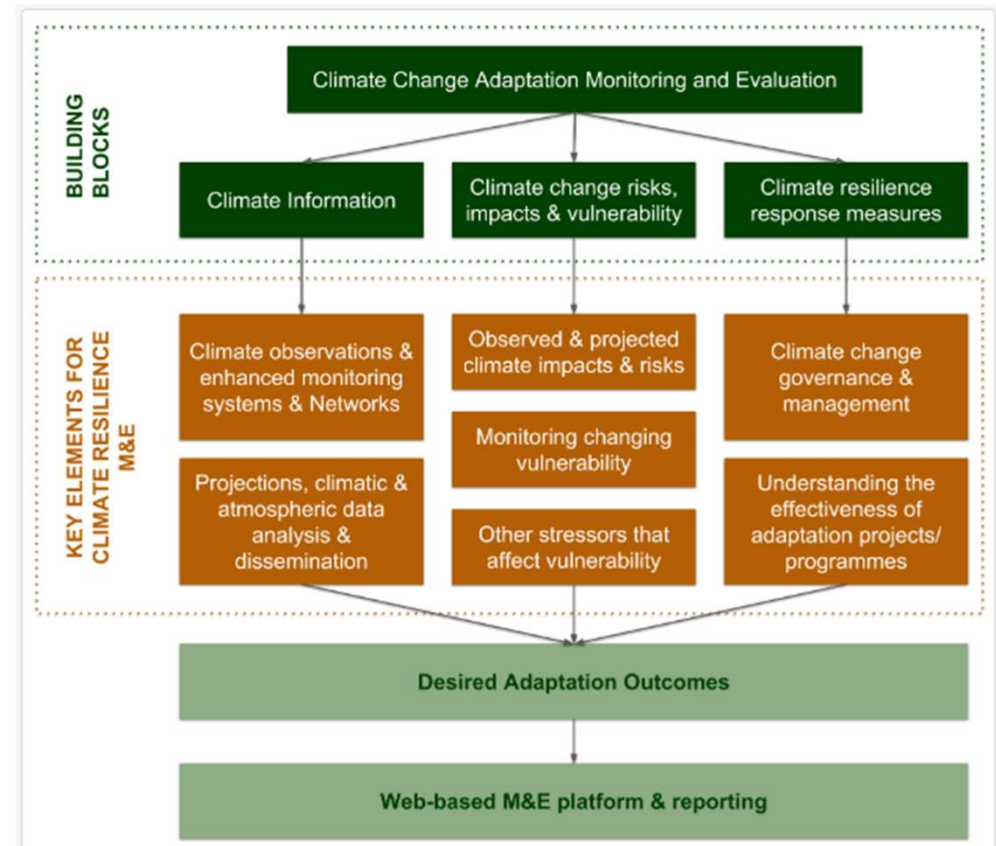 BUILDING
BLOCKS
Climate Change Adaptation Monitoring and Evaluation
Climate Information
Climate change risks,
impacts & vulnerability
Climate resilience
response measures
KEY ELEMENTS FOR
CLIMATE RESILIENCE
M&E
Climate observations &
enhanced monitoring
systems & Networks
Projections, climatic &
atmospheric data
analysis &
dissemination
Observed & projected
climate impacts & risks
Monitoring changing
vulnerability
Other stressors that
affect vulnerability
Climate change
governance &
management
Understanding the
effectiveness of
adaptation projects/
programmes
Desired Adaptation Outcomes
Web-based M&E platform & reporting